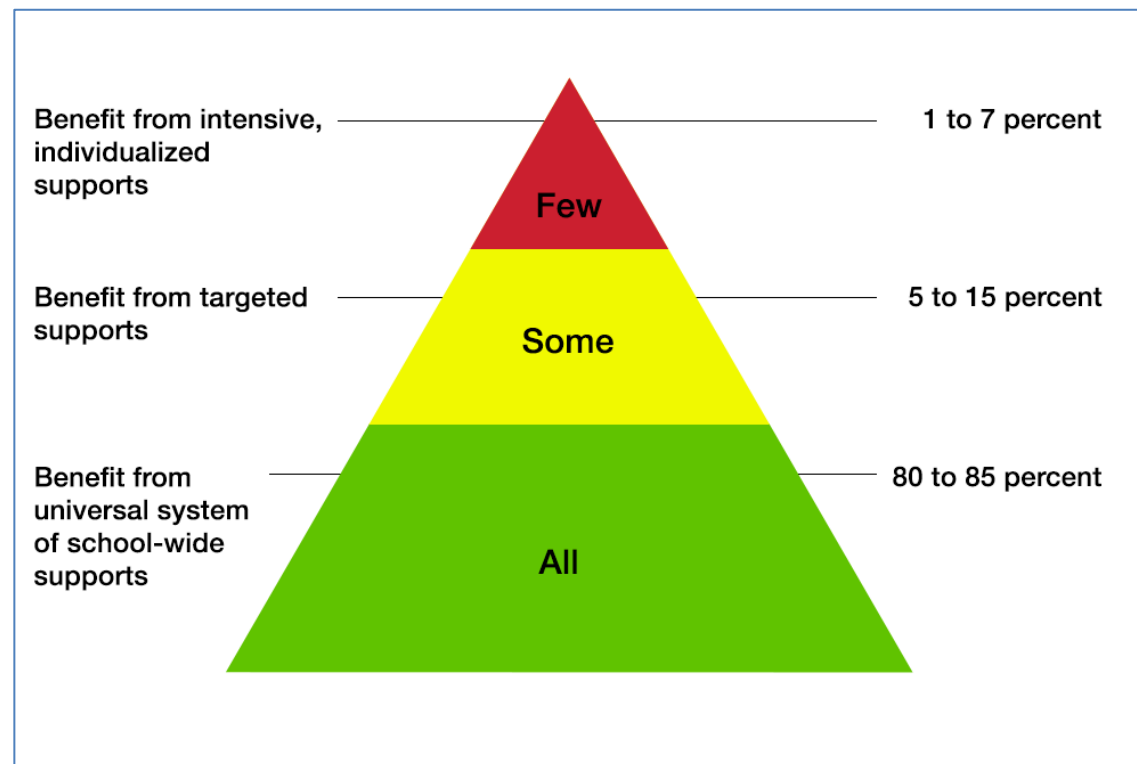 Benefit from intensive,
individualized
supports
1 to 7 percent
Few
Benefit from targeted
supports
5 to 15 percent
Some
Benefit from
universal system
of school-wide
supports
80 to 85 percent
All